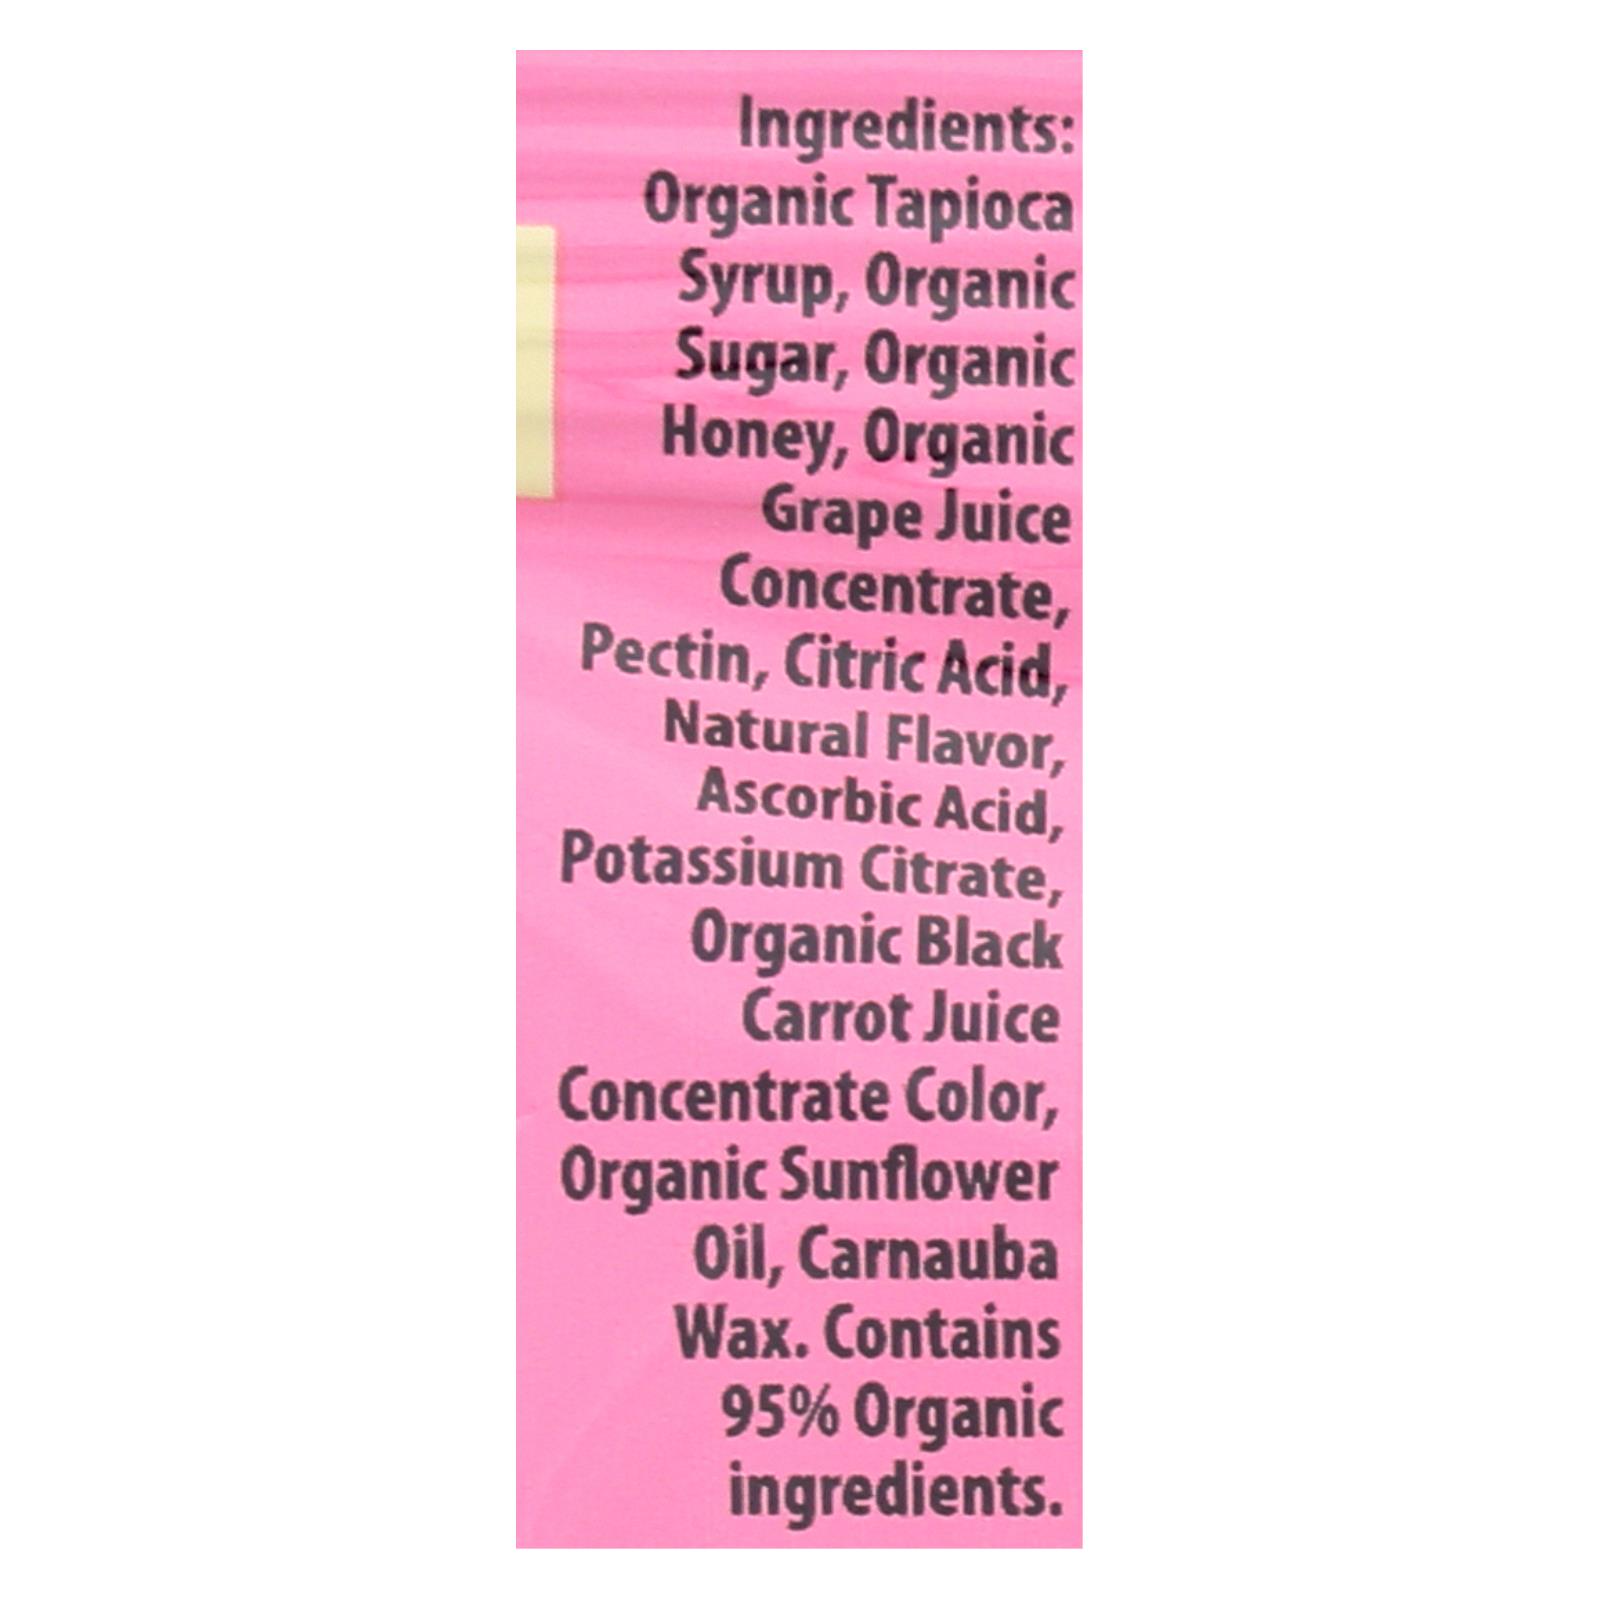 Ingredients:
Organic Tapioca
Syrup, Organic
Sugar, Organic
Honey, Organic
Grape Juice
Concentrate,
Pectin, Citric Acid,
Natural Flavor,
Ascorbic Acid,
Potassium Citrate,
Organic Black
Carrot Juice
Concentrate Color,
Organic Sunflower
Oil, Carnauba
Wax. Contains
95% Organic
ingredients.